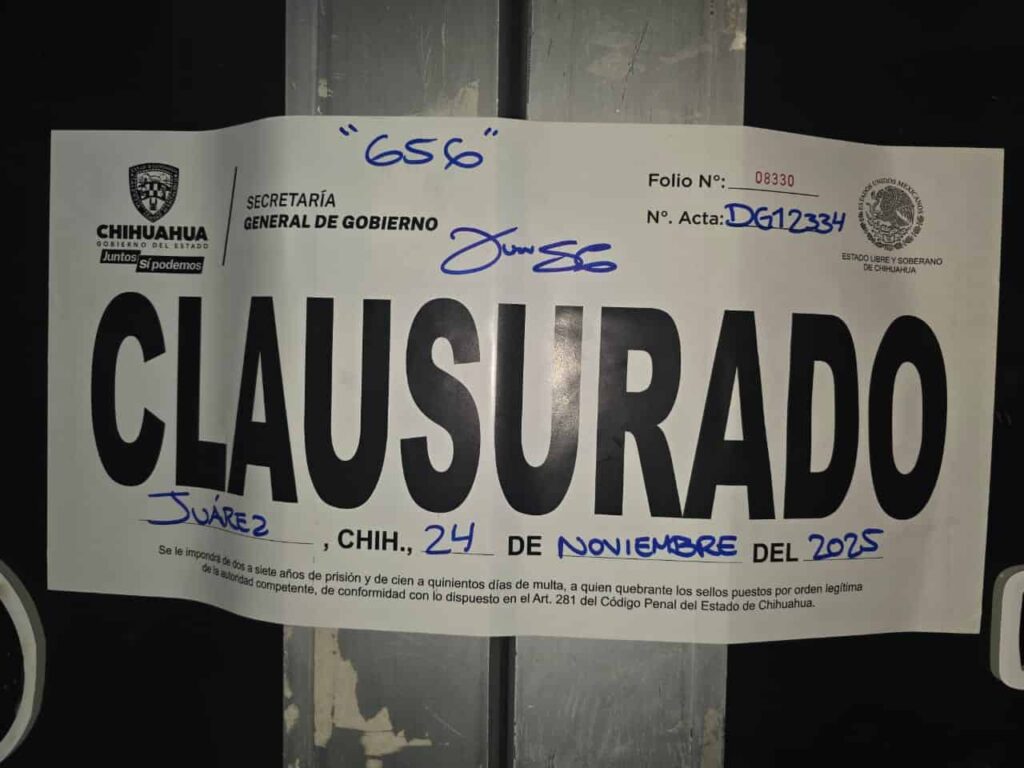 "656"
CHIHUAHUA
GOBIERNO DEL ESTADO
Juntos
Sí podemos
SECRETARÍA
GENERAL DE GOBIERNO
Folio N°: 08330
N°. Acta: DG12334
ESTADOS UNIDOS MEXICANOS
ESTADO LIBRE Y SOBERANO
DE CHIHUAHUA
CLAUSURADO
JUÁREZ, CHIH., 24 DE NOVIEMBRE DEL 2025
Se le impondrá de dos a siete años de prisión y de cien a quinientos días de multa, a quien quebrante los sellos puestos por orden legítima
de la autoridad competente, de conformidad con lo dispuesto en el Art. 281 del Código Penal del Estado de Chihuahua.